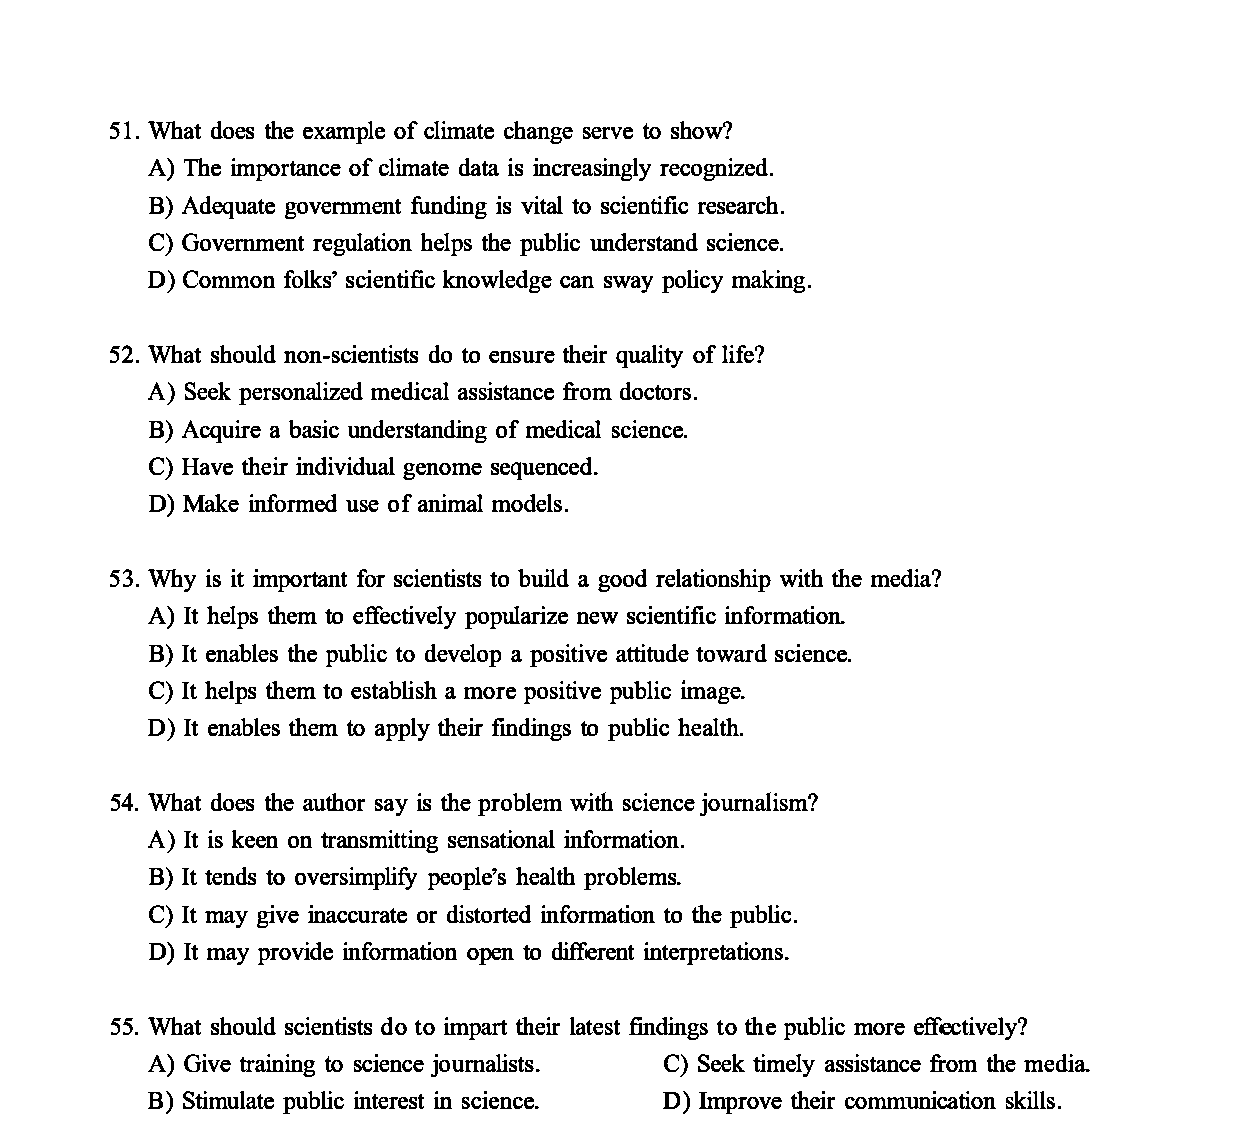 51. What does the example of climate change serve to show?
A) The importance of climate data is increasingly recognized.
B) Adequate government funding is vital to scientific research.
C) Government regulation helps the public understand science.
D) Common folks’ scientific knowledge can sway policy making.
52. What should non-scientists do to ensure their quality of life?
A) Seek personalized medical assistance from doctors.
B) Acquire a basic understanding of medical science.
C) Have their individual genome sequenced.
D) Make informed use of animal models.
53. Why is it important for scientists to build a good relationship with the media?
A) It helps them to effectively popularize new scientific information.
B) It enables the public to develop a positive attitude toward science.
C) It helps them to establish a more positive public image.
D) It enables them to apply their findings to public health.
54. What does the author say is the problem with science journalism?
A) It is keen on transmitting sensational information.
B) It tends to oversimplify people’s health problems.
C) It may give inaccurate or distorted information to the public.
D) It may provide information open to different interpretations.
55. What should scientists do to impart their latest findings to the public more effectively?
A) Give training to science journalists. C) Seek timely assistance from the media.
B) Stimulate public interest in science. D) Improve their communication skills.